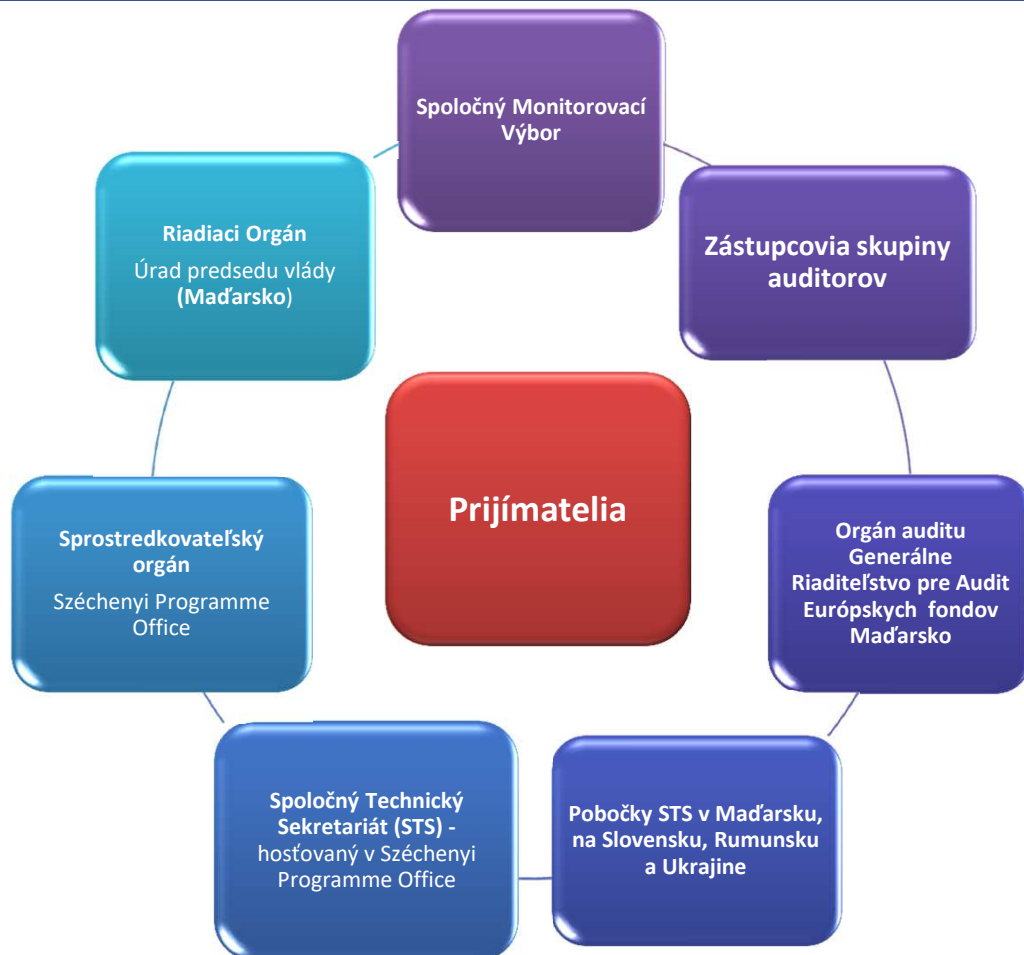 Spoločný Monitorovací
Výbor
Zástupcovia skupiny
audítorov
Orgán auditu
Generálne
Riaditeľstvo pre Audit
Európskych fondov
Maďarsko
Pobočky STS v Maďarsku,
na Slovensku, Rumunsku
a Ukrajine
Spoločný Technický
Sekretariát (STS) -
hosťovaný v Széchenyi
Programme Office
Sprostredkovateľský
orgán
Széchenyi Programme
Office
Riadiaci Orgán
Úrad predsedu vlády
(Maďarsko)
Prijímatelia